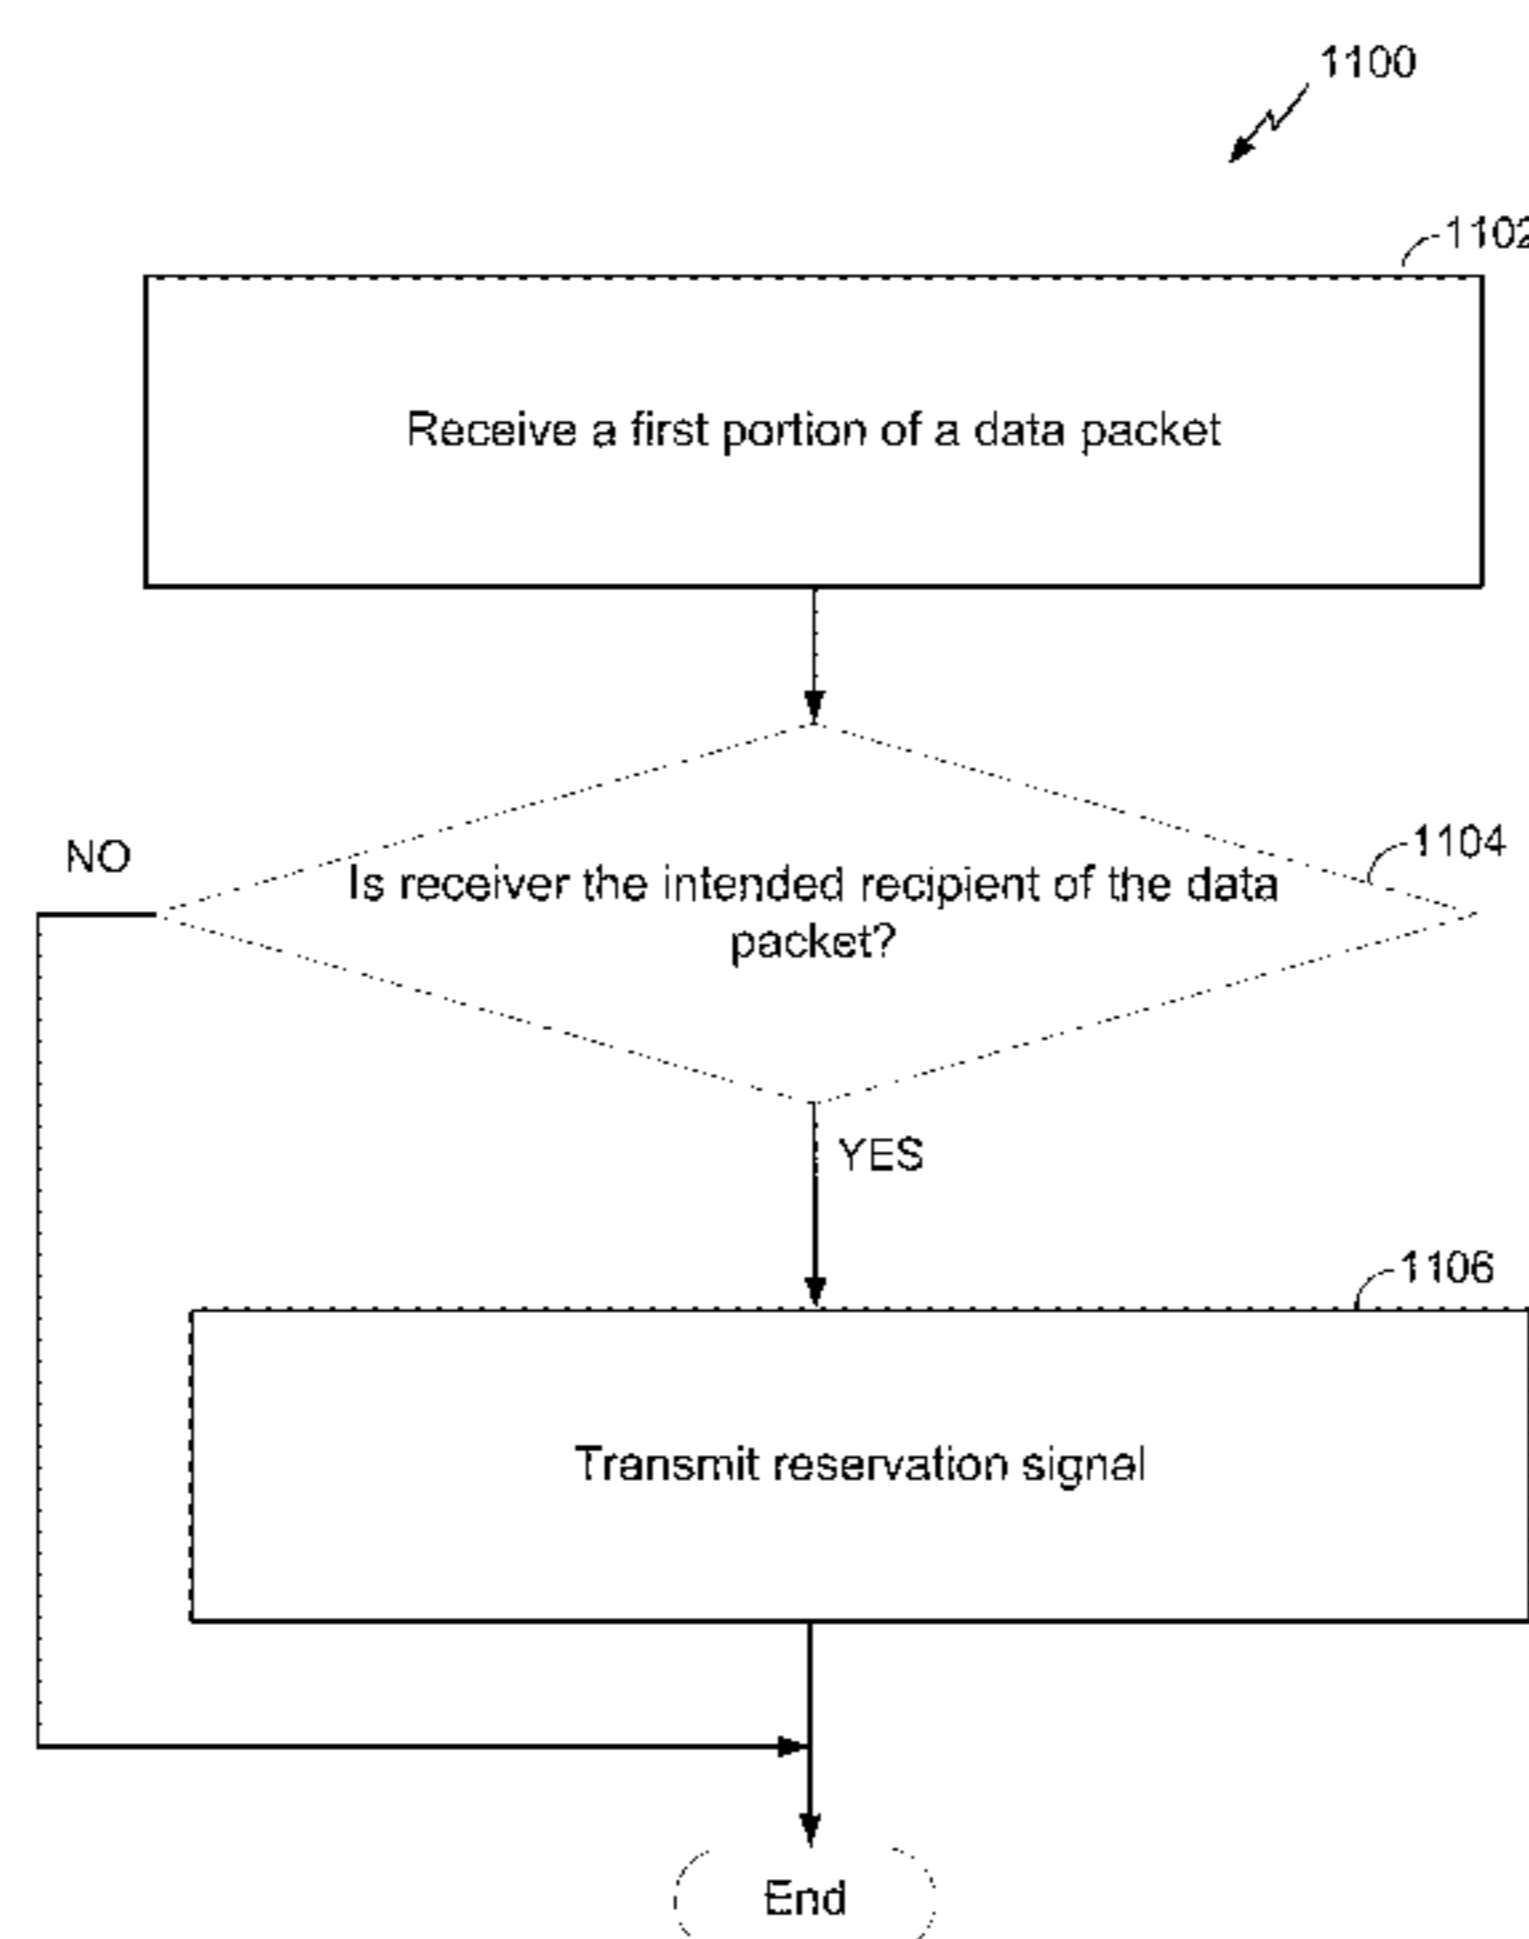 1100
1102
Receive a first portion of a data packet
NO
1104
Is receiver the intended recipient of the data
packet?
YES
1106
Transmit reservation signal
End